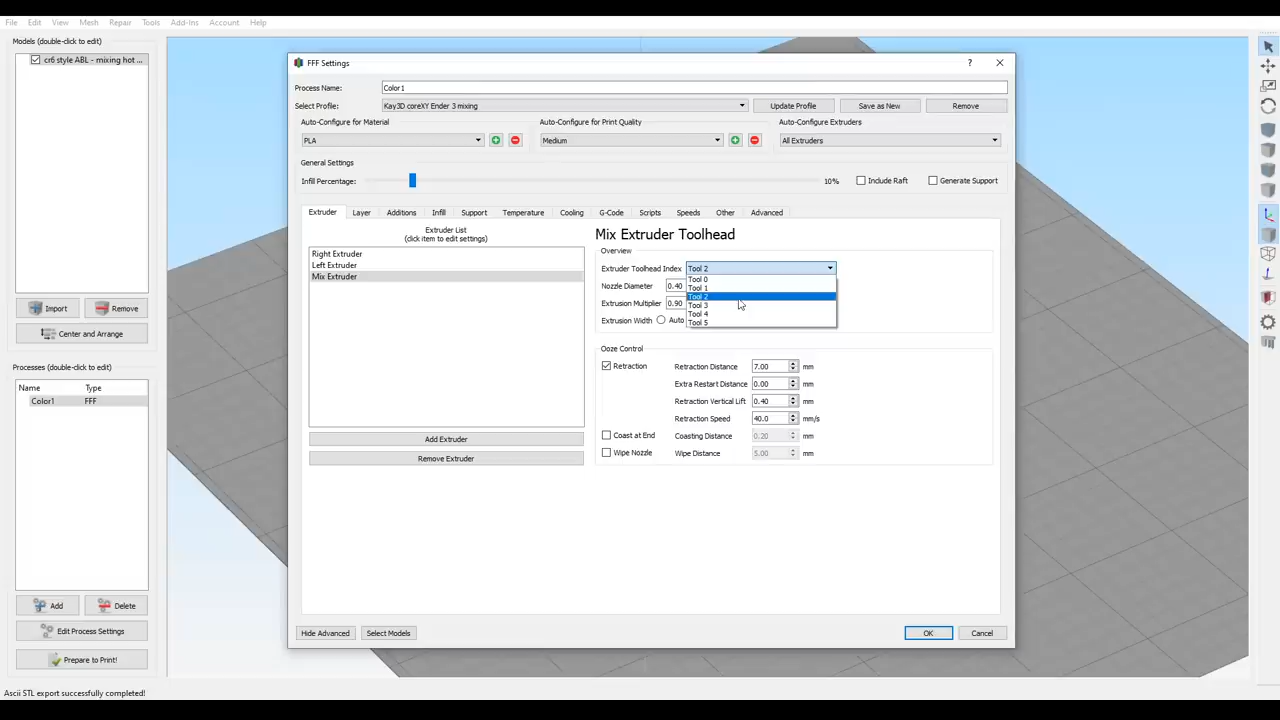 File Edit View Mesh Repair Tools Add-Ins Account Help
Models (double-click to edit)
cr6 style ABL - mixing hot ...
Import Remove
Center and Arrange
Processes (double-click to edit)
Name Type
Color1 FFF
Add Delete
Edit Process Settings
Prepare to Print!
Ascii STL export successfully completed!
FFF Settings ?
Process Name: Color1
Select Profile: Kay3D coreXY Ender 3 mixing Update Profile Save as New Remove
Auto-Configure for Material Auto-Configure for Print Quality Auto-Configure Extruders
PLA Medium All Extruders
General Settings
Infill Percentage: 10% Include Raft Generate Support
Extruder Layer Additions Infill Support Temperature Cooling G-Code Scripts Speeds Other Advanced
Extruder List
(click item to edit settings)
Right Extruder
Left Extruder
Mix Extruder
Add Extruder
Remove Extruder
Mix Extruder Toolhead
Overview
Extruder Toolhead Index Tool 2
Tool 0
Tool 1
Tool 2
Tool 3
Tool 4
Tool 5
Nozzle Diameter 0.40
Extrusion Multiplier 0.90
Extrusion Width Auto
Ooze Control
Retraction Retraction Distance 7.00 mm
Extra Restart Distance 0.00 mm
Retraction Vertical Lift 0.40 mm
Retraction Speed 40.0 mm/s
Coast at End Coasting Distance 0.20 mm
Wipe Nozzle Wipe Distance 5.00 mm
Hide Advanced Select Models OK Cancel